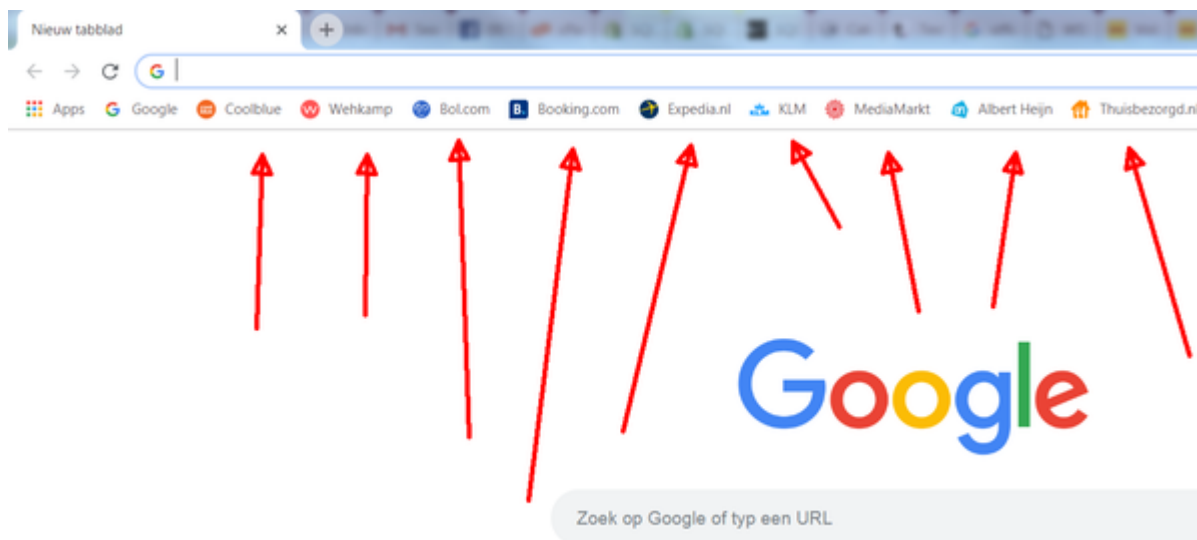 Nieuw tabblad
Apps Google Coolblue Wehkamp Bol.com Booking.com Expedia.nl KLM MediaMarkt Albert Heijn Thuisbezorgd.nl
Google
Zoek op Google of typ een URL